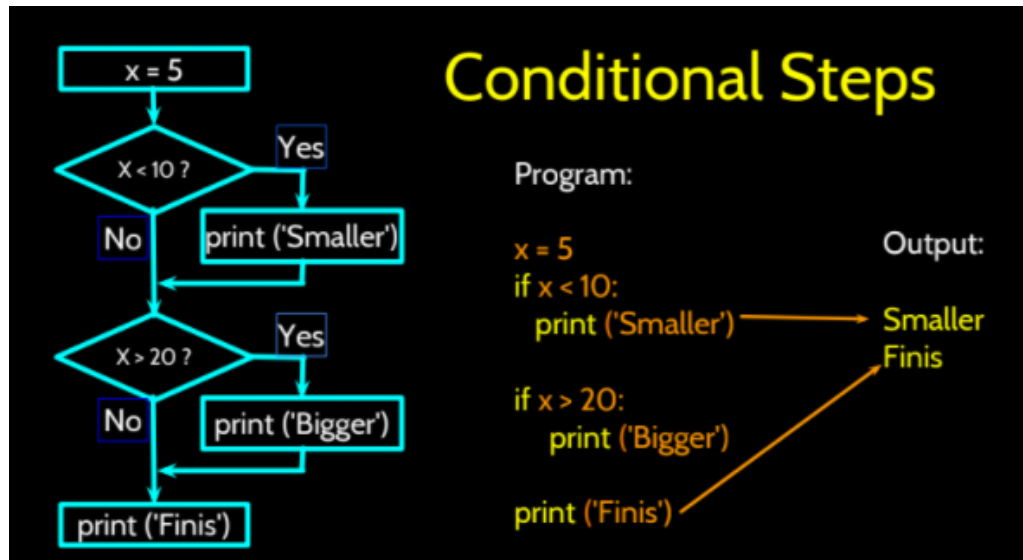 Conditional Steps
x = 5
X < 10 ?
Yes
No
print ('Smaller')
X > 20 ?
Yes
No
print ('Bigger')
print ('Finis')
Program:
x = 5
if x < 10:
print ('Smaller')
if x > 20:
print ('Bigger')
print ('Finis')
Output:
Smaller
Finis